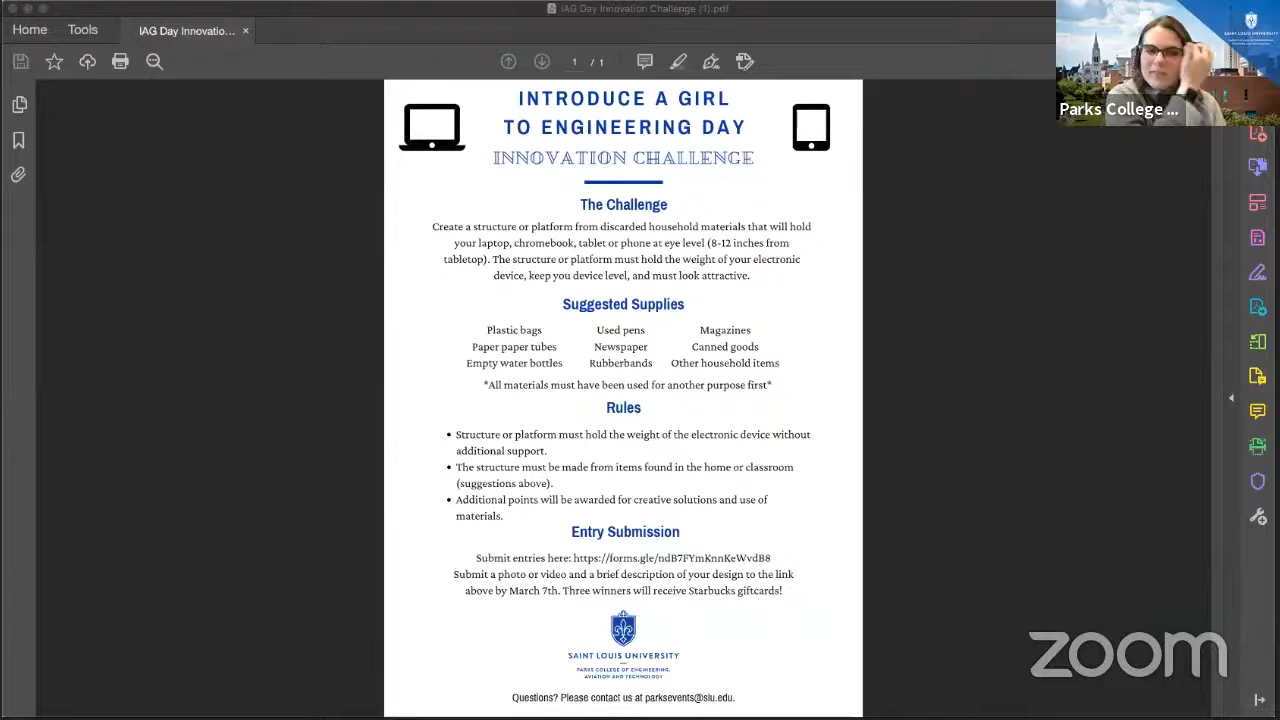 IAG Day Innovation Challenge (1).pdf
Home
Tools
IAG Day Innovatio... ×
1 / 1
SAINT LOUIS UNIVERSITY
Parks College ...
INTRODUCE A GIRL
TO ENGINEERING DAY
INNOVATION CHALLENGE
The Challenge
Create a structure or platform from discarded household materials that will hold
your laptop, chromebook, tablet or phone at eye level (8-12 inches from
tabletop). The structure or platform must hold the weight of your electronic
device, keep you device level, and must look attractive.
Suggested Supplies
Plastic bags Used pens Magazines
Paper paper tubes Newspaper Canned goods
Empty water bottles Rubberbands Other household items
*All materials must have been used for another purpose first*
Rules
• Structure or platform must hold the weight of the electronic device without
additional support.
• The structure must be made from items found in the home or classroom
(suggestions above).
• Additional points will be awarded for creative solutions and use of
materials.
Entry Submission
Submit entries here: https://forms.gle/ndB7FYmKnnKeWvdB8
Submit a photo or video and a brief description of your design to the link
above by March 7th. Three winners will receive Starbucks giftcards!
SAINT LOUIS UNIVERSITY
PARKS COLLEGE OF ENGINEERING,
AVIATION AND TECHNOLOGY
Questions? Please contact us at parksevents@slu.edu.
zoom